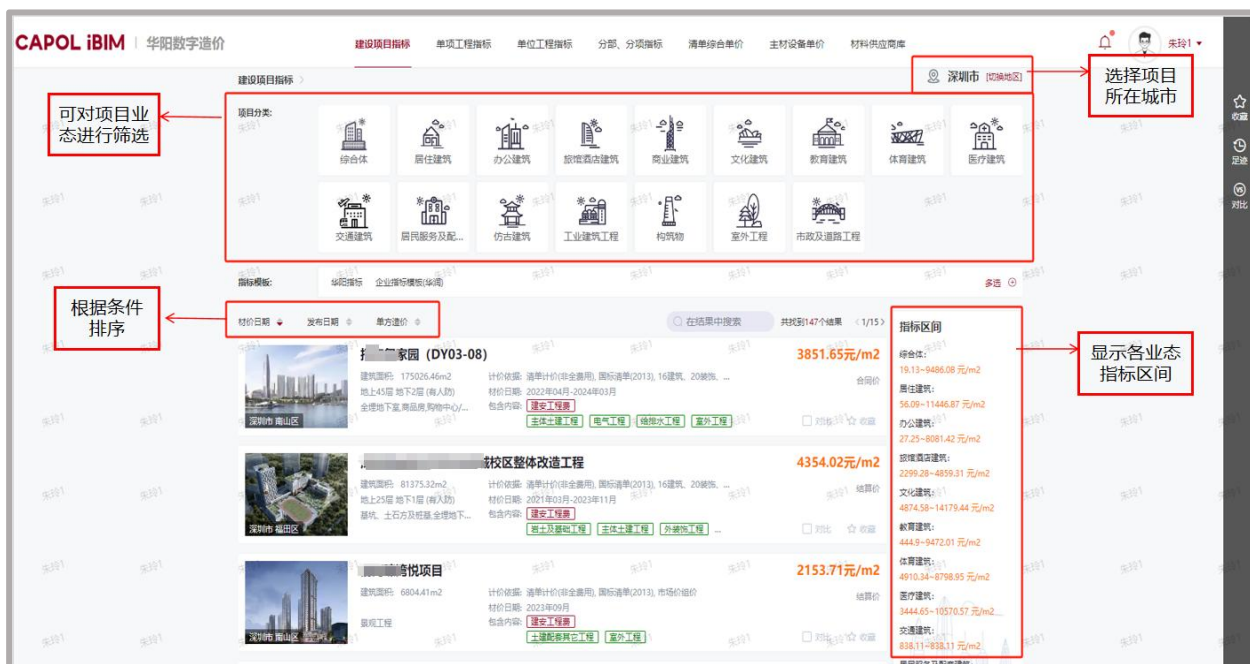 CAPOL iBIM 华阳数字造价
建设项目指标 单项工程指标 单位工程指标 分部、分项指标 清单综合单价 主材设备单价 材料供应商库
朱玲1
建设项目指标
深圳市 [切换地区]
选择项目
所在城市
可对项目业
态进行筛选
项目分类:
综合体 居住建筑 办公建筑 旅馆酒店建筑 商业建筑 文化建筑 教育建筑 体育建筑 医疗建筑
交通建筑 居民服务及配... 仿古建筑 工业建筑工程 构筑物 室外工程 市政及道路工程
收藏
足迹
VS
对比
指标模板: 华阳指标 企业指标模板(华润) 多选
根据条件
排序
材价日期 发布日期 单方造价 在结果中搜索 共找到147个结果 <1/15>
家园（DY03-08） 3851.65元/m2
建筑面积: 175026.46m2 计价依据: 清单计价(非全费用), 国标清单(2013), 16建筑、20装饰、...
合同价
地上45层 地下2层 (有人防) 材价日期: 2022年04月-2024年03月
全埋地下室,商品房,购物中心/... 包含内容: 建安工程费
主体土建工程 电气工程 给排水工程 室外工程
对比 收藏
深圳市 南山区
城校区整体改造工程 4354.02元/m2
建筑面积: 81375.32m2 计价依据: 清单计价(非全费用), 国标清单(2013), 16建筑、20装饰、...
结算价
地上25层 地下1层 (有人防) 材价日期: 2021年03月-2023年11月
基坑、土石方及桩基,全埋地下... 包含内容: 建安工程费
岩土及基础工程 主体土建工程 外装饰工程 ...
对比 收藏
深圳市 福田区
湾悦项目 2153.71元/m2
建筑面积: 6804.41m2 计价依据: 清单计价(非全费用), 国标清单(2013), 市场价组价
结算价
材价日期: 2023年09月
景观工程 包含内容: 建安工程费
土建配套其它工程 室外工程
对比 收藏
深圳市 南山区
指标区间
综合体:
19.13~9486.08 元/m2
居住建筑:
56.09~11446.87 元/m2
办公建筑:
27.25~8081.42 元/m2
旅馆酒店建筑:
2299.28~4859.31 元/m2
文化建筑:
4874.58~14179.44 元/m2
教育建筑:
444.9~9472.01 元/m2
体育建筑:
4910.34~8798.95 元/m2
医疗建筑:
3444.65~10570.57 元/m2
交通建筑:
838.11~838.11 元/m2
显示各业态
指标区间